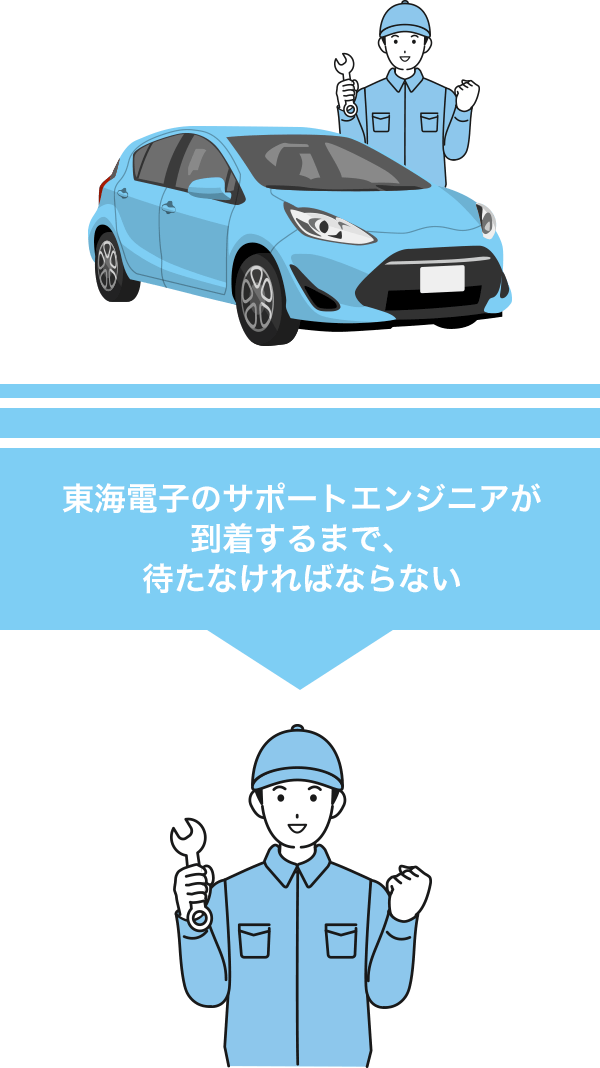 東海電子のサポートエンジニアが
到着するまで、
待たなければならない